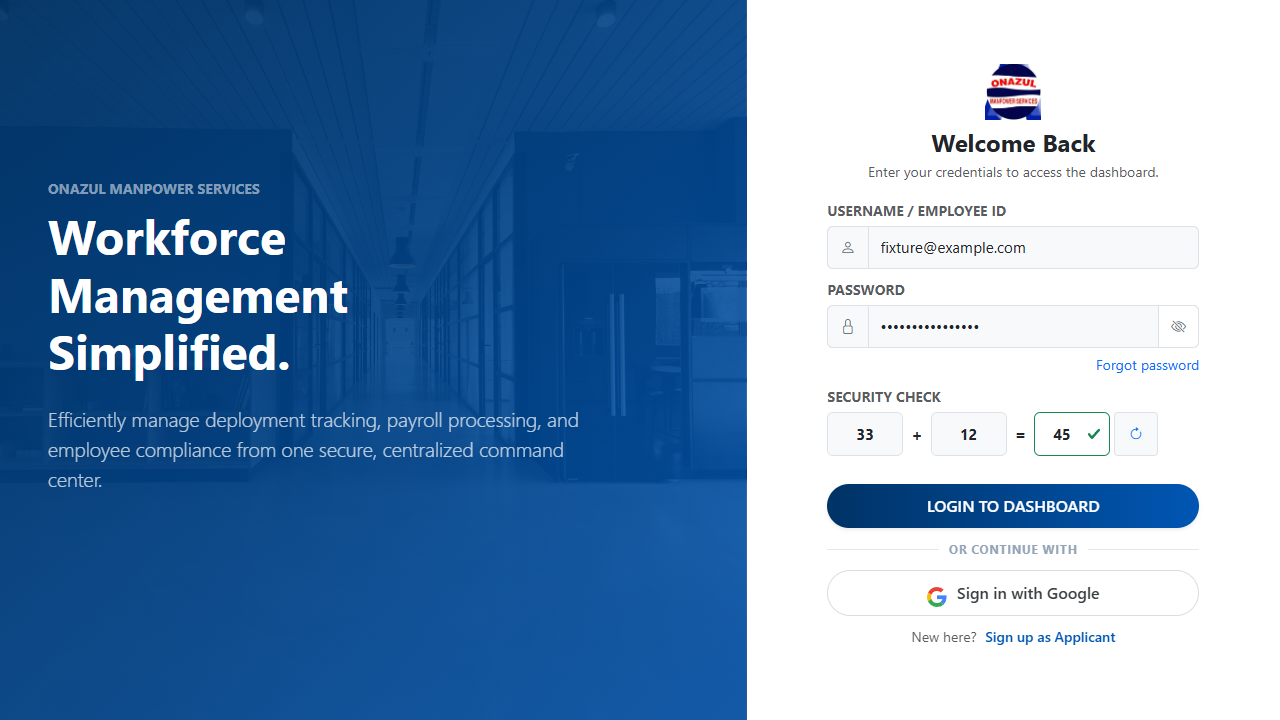 ONAZUL MANPOWER SERVICES
Workforce
Management
Simplified.
Efficiently manage deployment tracking, payroll processing, and
employee compliance from one secure, centralized command
center.
ONAZUL
MANPOWER SERVICES
Welcome Back
Enter your credentials to access the dashboard.
USERNAME / EMPLOYEE ID
fixture@example.com
PASSWORD
••••••••••••••••
Forgot password
SECURITY CHECK
33 + 12 = 45
LOGIN TO DASHBOARD
OR CONTINUE WITH
Sign in with Google
New here? Sign up as Applicant